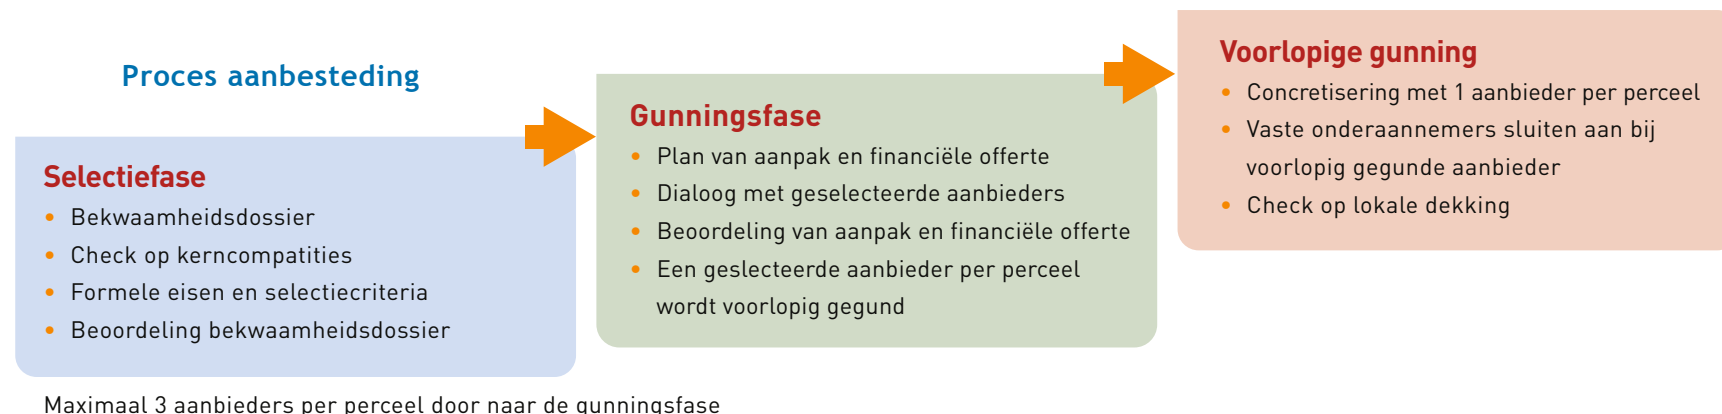 Proces aanbesteding
Selectiefase
• Bekwaamheidsdossier
• Check op kerncompatities
• Formele eisen en selectiecriteria
• Beoordeling bekwaamheidsdossier
Maximaal 3 aanbieders per perceel door naar de gunningsfase
Gunningsfase
• Plan van aanpak en financiële offerte
• Dialoog met geselecteerde aanbieders
• Beoordeling van aanpak en financiële offerte
• Een geslecteerde aanbieder per perceel
wordt voorlopig gegund
Voorlopige gunning
• Concretisering met 1 aanbieder per perceel
• Vaste onderaannemers sluiten aan bij
voorlopig gegunde aanbieder
• Check op lokale dekking